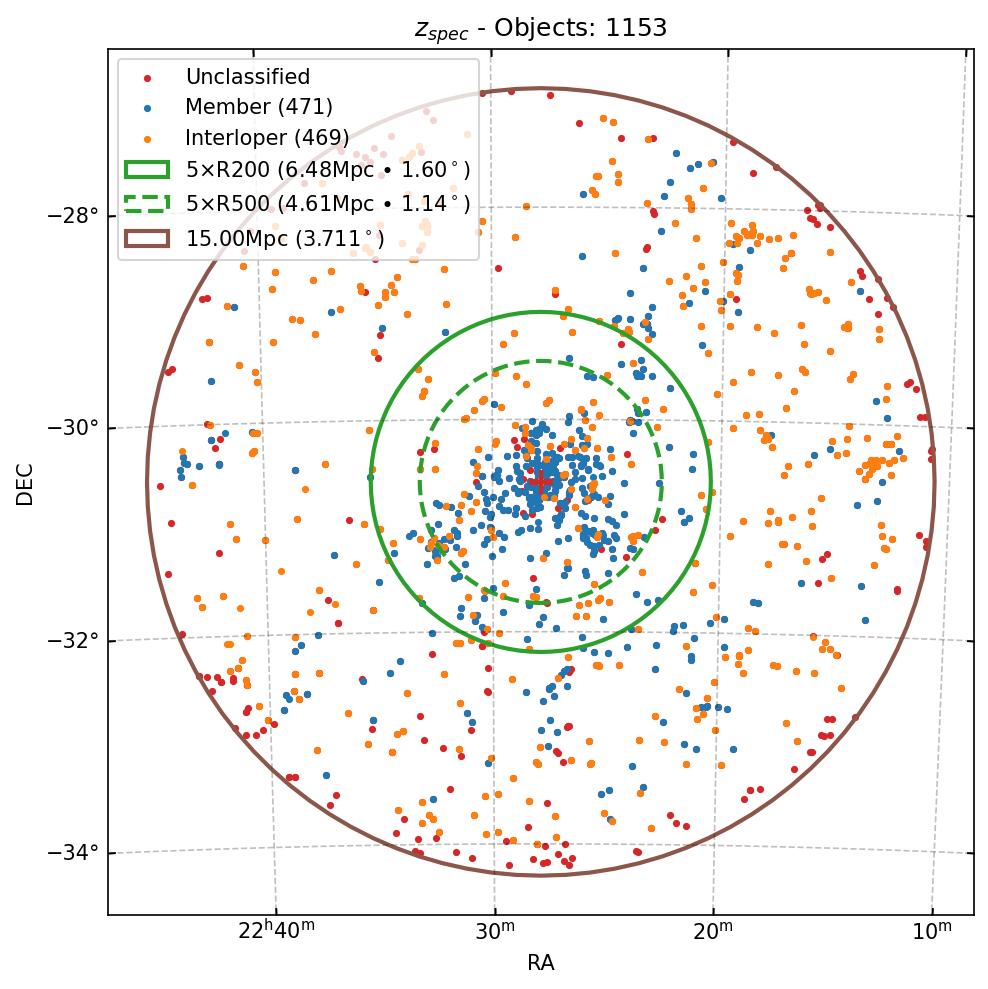 z_spec - Objects: 1153
Unclassified
Member (471)
Interloper (469)
5×R200 (6.48Mpc • 1.60°)
5×R500 (4.61Mpc • 1.14°)
15.00Mpc (3.711°)
−28°
−30°
DEC
−32°
−34°
22ʰ40ᵐ 30ᵐ 20ᵐ 10ᵐ
RA